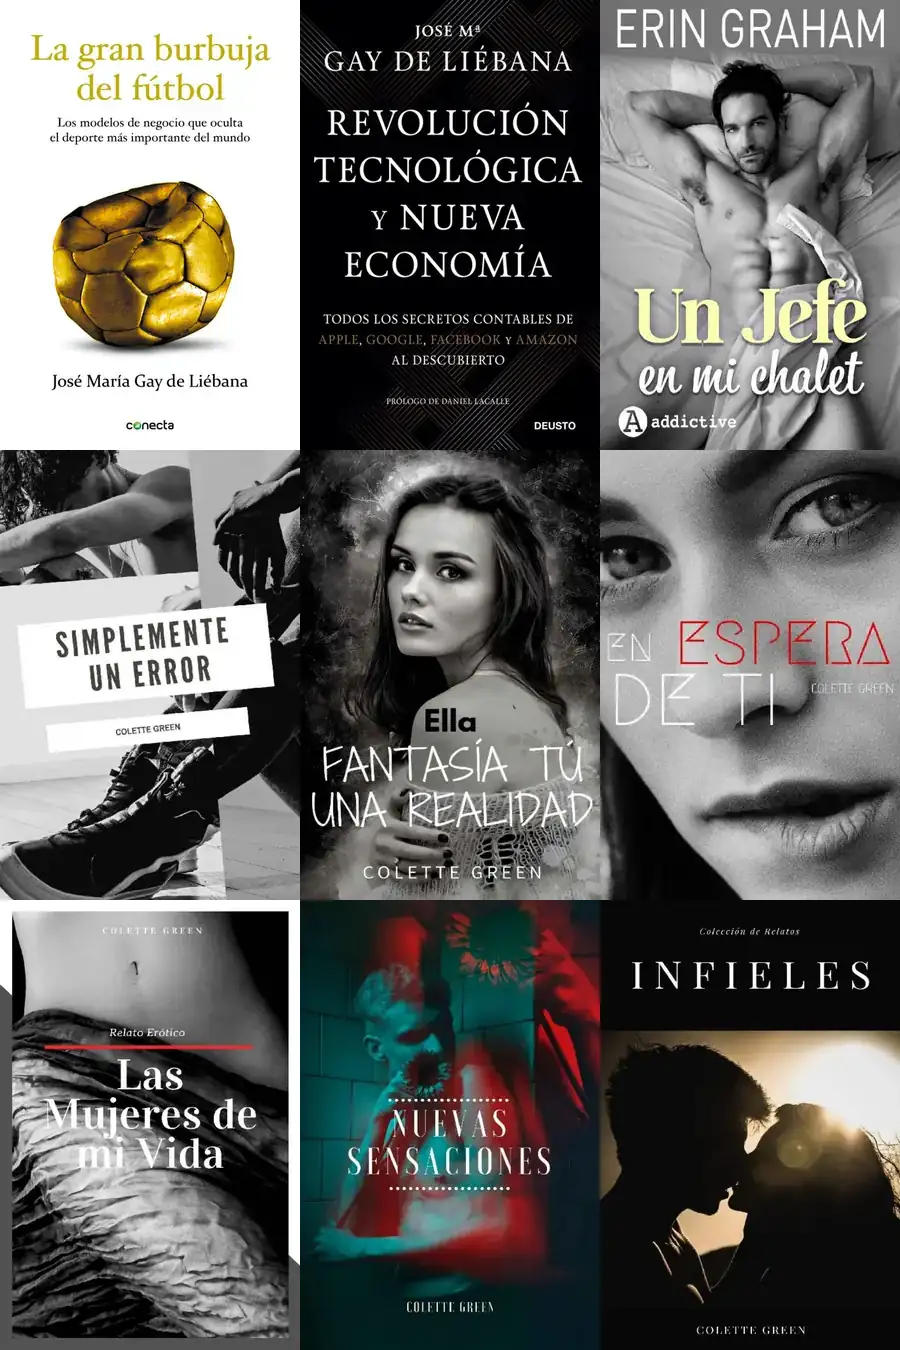 La gran burbuja
del fútbol
Los modelos de negocio que oculta
el deporte más importante del mundo
José María Gay de Liébana
conecta
JOSÉ Mª
GAY DE LIÉBANA
REVOLUCIÓN
TECNOLÓGICA
Y NUEVA
ECONOMÍA
TODOS LOS SECRETOS CONTABLES DE
APPLE, GOOGLE, FACEBOOK Y AMAZON
AL DESCUBIERTO
PRÓLOGO DE DANIEL LACALLE
DEUSTO
ERIN GRAHAM
Un Jefe
en mi chalet
A addictive
SIMPLEMENTE
UN ERROR
COLETTE GREEN
Ella
FANTASÍA TÚ
UNA REALIDAD
COLETTE GREEN
EN ESPERA
DE TI
COLETTE GREEN
COLETTE GREEN
Relato Erótico
Las
Mujeres de
mi Vida
NUEVAS
SENSACIONES
COLETTE GREEN
Colección de Relatos
INFIELES
COLETTE GREEN